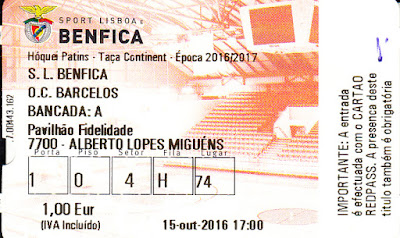 SPORT LISBOA E
BENFICA
Hóquei Patins - Taça Continent - Época 2016/2017
S. L. BENFICA
O.C. BARCELOS
BANCADA: A
Pavilhão Fidelidade
7700 - ALBERTO LOPES MIGUÉNS
Porta Piso Setor Fila Lugar
1 0 4 H 74
1,00 Eur
(IVA Incluído)
15-out-2016 17:00
IMPORTANTE: A entrada
é efectuada com o CARTAO
REDPASS. A presença deste
título também é obrigatória